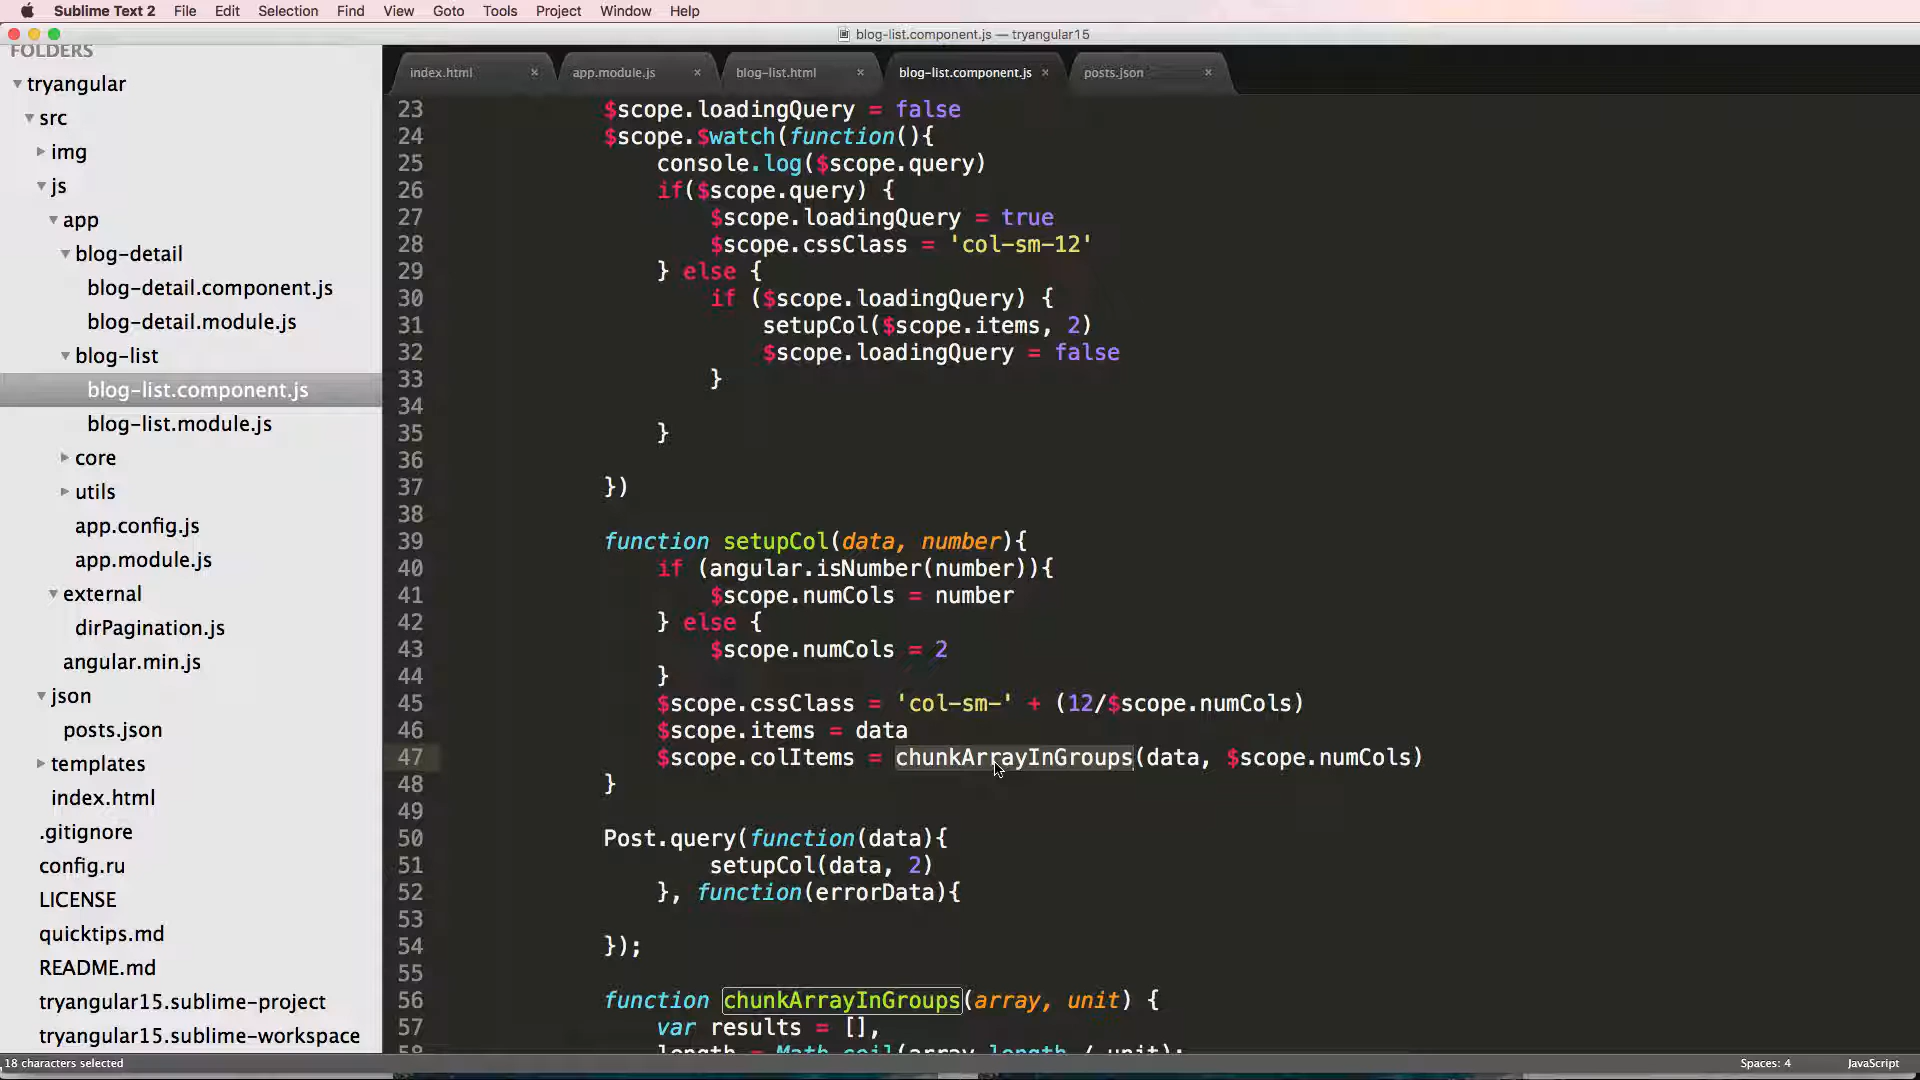 Sublime Text 2 File Edit Selection Find View Goto Tools Project Window Help
blog-list.component.js — tryangular15
FOLDERS
tryangular
src
img
js
app
blog-detail
blog-detail.component.js
blog-detail.module.js
blog-list
blog-list.component.js
blog-list.module.js
core
utils
app.config.js
app.module.js
external
dirPagination.js
angular.min.js
json
posts.json
templates
index.html
.gitignore
config.ru
LICENSE
quicktips.md
README.md
tryangular15.sublime-project
tryangular15.sublime-workspace
index.html × app.module.js × blog-list.html × blog-list.component.js × posts.json ×
23 $scope.loadingQuery = false
24 $scope.$watch(function(){
25 console.log($scope.query)
26 if($scope.query) {
27 $scope.loadingQuery = true
28 $scope.cssClass = 'col-sm-12'
29 } else {
30 if ($scope.loadingQuery) {
31 setupCol($scope.items, 2)
32 $scope.loadingQuery = false
33 }
34
35 }
36
37 })
38
39 function setupCol(data, number){
40 if (angular.isNumber(number)){
41 $scope.numCols = number
42 } else {
43 $scope.numCols = 2
44 }
45 $scope.cssClass = 'col-sm-' + (12/$scope.numCols)
46 $scope.items = data
47 $scope.colItems = chunkArrayInGroups(data, $scope.numCols)
48 }
49
50 Post.query(function(data){
51 setupCol(data, 2)
52 }, function(errorData){
53
54 });
55
56 function chunkArrayInGroups(array, unit) {
57 var results = [],
58 length = Math.ceil(array.length / unit);
18 characters selected Spaces: 4 JavaScript